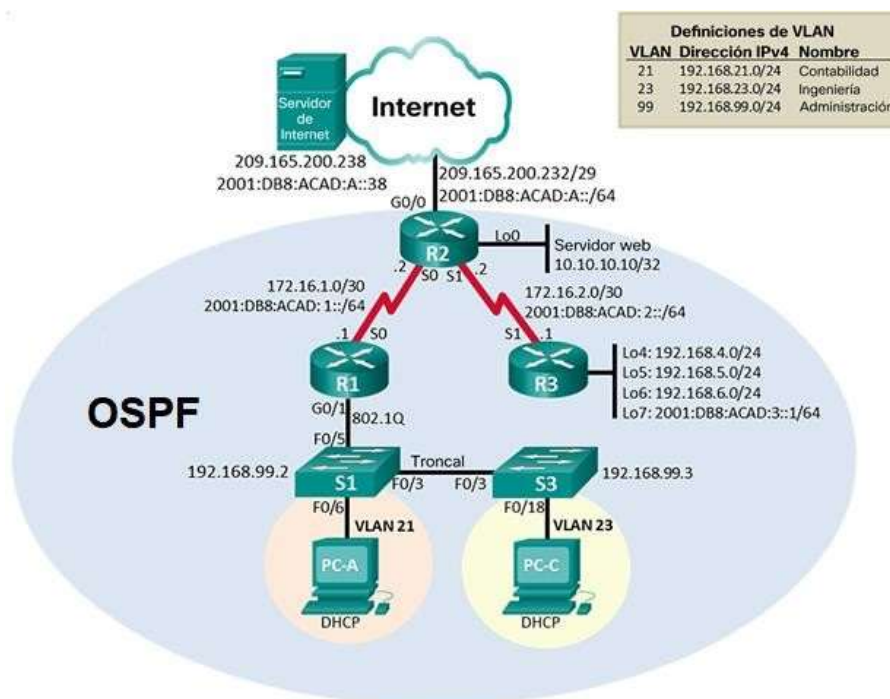 Definiciones de VLAN
VLAN Dirección IPv4 Nombre
21 192.168.21.0/24 Contabilidad
23 192.168.23.0/24 Ingeniería
99 192.168.99.0/24 Administración
Servidor
de
Internet
Internet
209.165.200.238
2001:DB8:ACAD:A::38
209.165.200.232/29
2001:DB8:ACAD:A::/64
G0/0
R2
Lo0
Servidor web
10.10.10.10/32
.2
S0
S1
.2
172.16.1.0/30
2001:DB8:ACAD: 1::/64
172.16.2.0/30
2001:DB8:ACAD: 2::/64
.1
S0
S1
.1
R1
R3
Lo4: 192.168.4.0/24
Lo5: 192.168.5.0/24
Lo6: 192.168.6.0/24
Lo7: 2001:DB8:ACAD:3::1/64
OSPF
G0/1
802.1Q
F0/5
Troncal
192.168.99.2
S1
F0/3
F0/3
S3
192.168.99.3
F0/6
F0/18
VLAN 21
VLAN 23
PC-A
PC-C
DHCP
DHCP